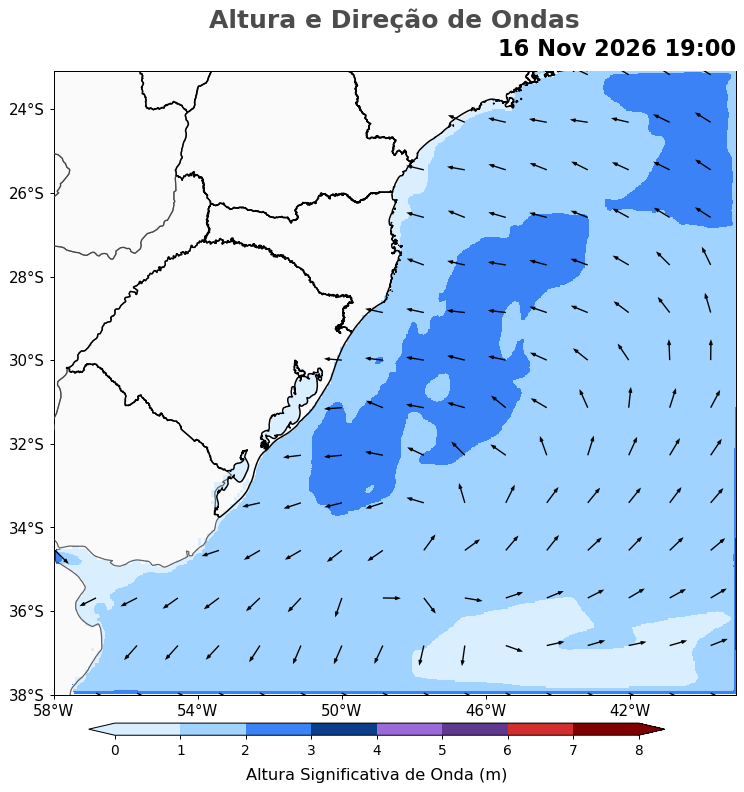 Altura e Direção de Ondas
16 Nov 2026 19:00
24°S
26°S
28°S
30°S
32°S
34°S
36°S
38°S
58°W 54°W 50°W 46°W 42°W
0 1 2 3 4 5 6 7 8
Altura Significativa de Onda (m)